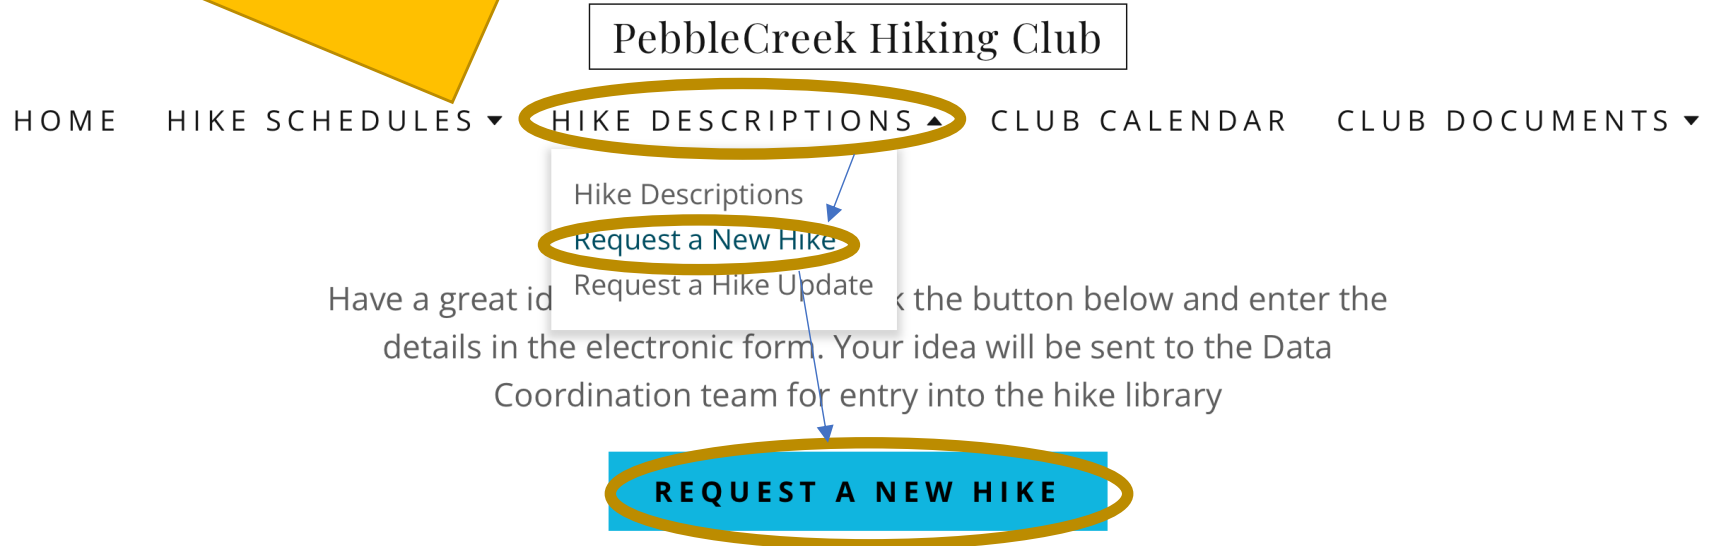 PebbleCreek Hiking Club
HOME HIKE SCHEDULES HIKE DESCRIPTIONS CLUB CALENDAR CLUB DOCUMENTS
Hike Descriptions
Request a New Hike
Request a Hike Update
Have a great id k the button below and enter the
details in the electronic form. Your idea will be sent to the Data
Coordination team for entry into the hike library
REQUEST A NEW HIKE